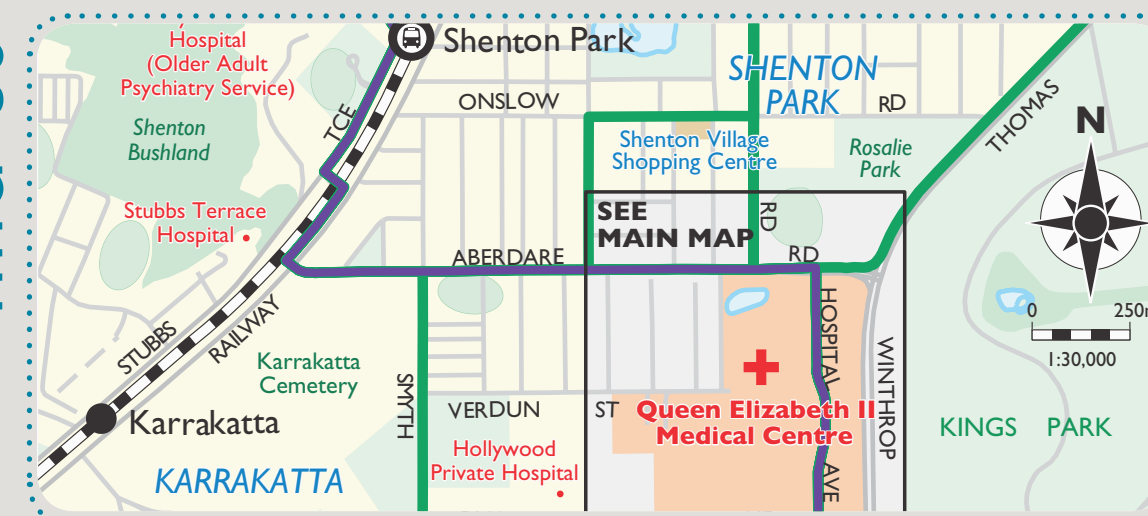 Hospital
(Older Adult
Psychiatry Service)
Shenton Park
SHENTON
PARK
ONSLOW
RD
THOMAS
N
TCE
Shenton
Bushland
Shenton Village
Shopping Centre
Rosalie
Park
Stubbs Terrace
Hospital
SEE
MAIN MAP
RD
ABERDARE
RD
0
250m
1:30,000
HOSPITAL
WINTHROP
STUBBS
RAILWAY
Karrakatta
Cemetery
SMYTH
VERDUN
ST
Queen Elizabeth II
Medical Centre
Karrakatta
KINGS PARK
Hollywood
Private Hospital
KARRAKATTA
AVE